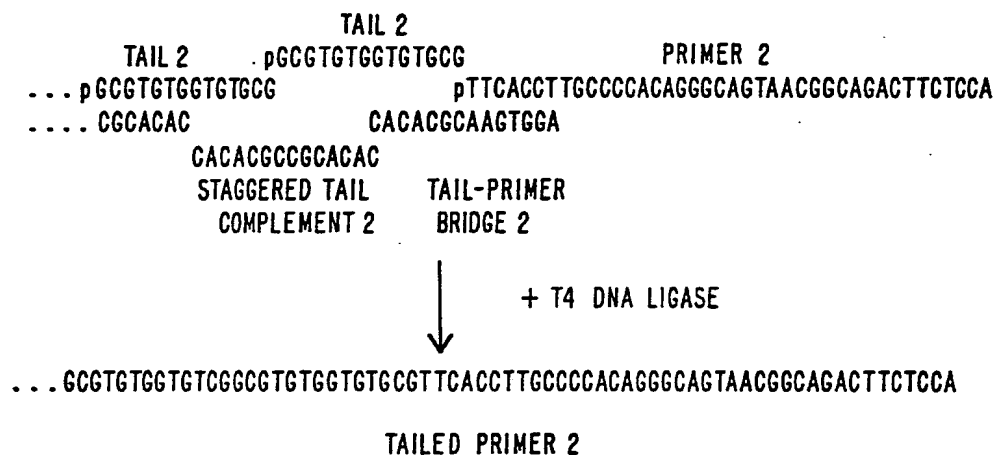 TAIL 2
TAIL 2 pGCGTGTGGTGTGCG PRIMER 2
...pGCGTGTGGTGTGCG pTTCACCTTGCCCCACAGGGCAGTAACGGCAGACTTCTCCA
....CGCACAC CACACGCAAGTGGA
CACACGCCGCACAC
STAGGERED TAIL TAIL-PRIMER
COMPLEMENT 2 BRIDGE 2
+ T4 DNA LIGASE
...GCGTGTGGTGTCGGCGTGTGGTGTGCGTTCACCTTGCCCCACAGGGCAGTAACGGCAGACTTCTCCA
TAILED PRIMER 2